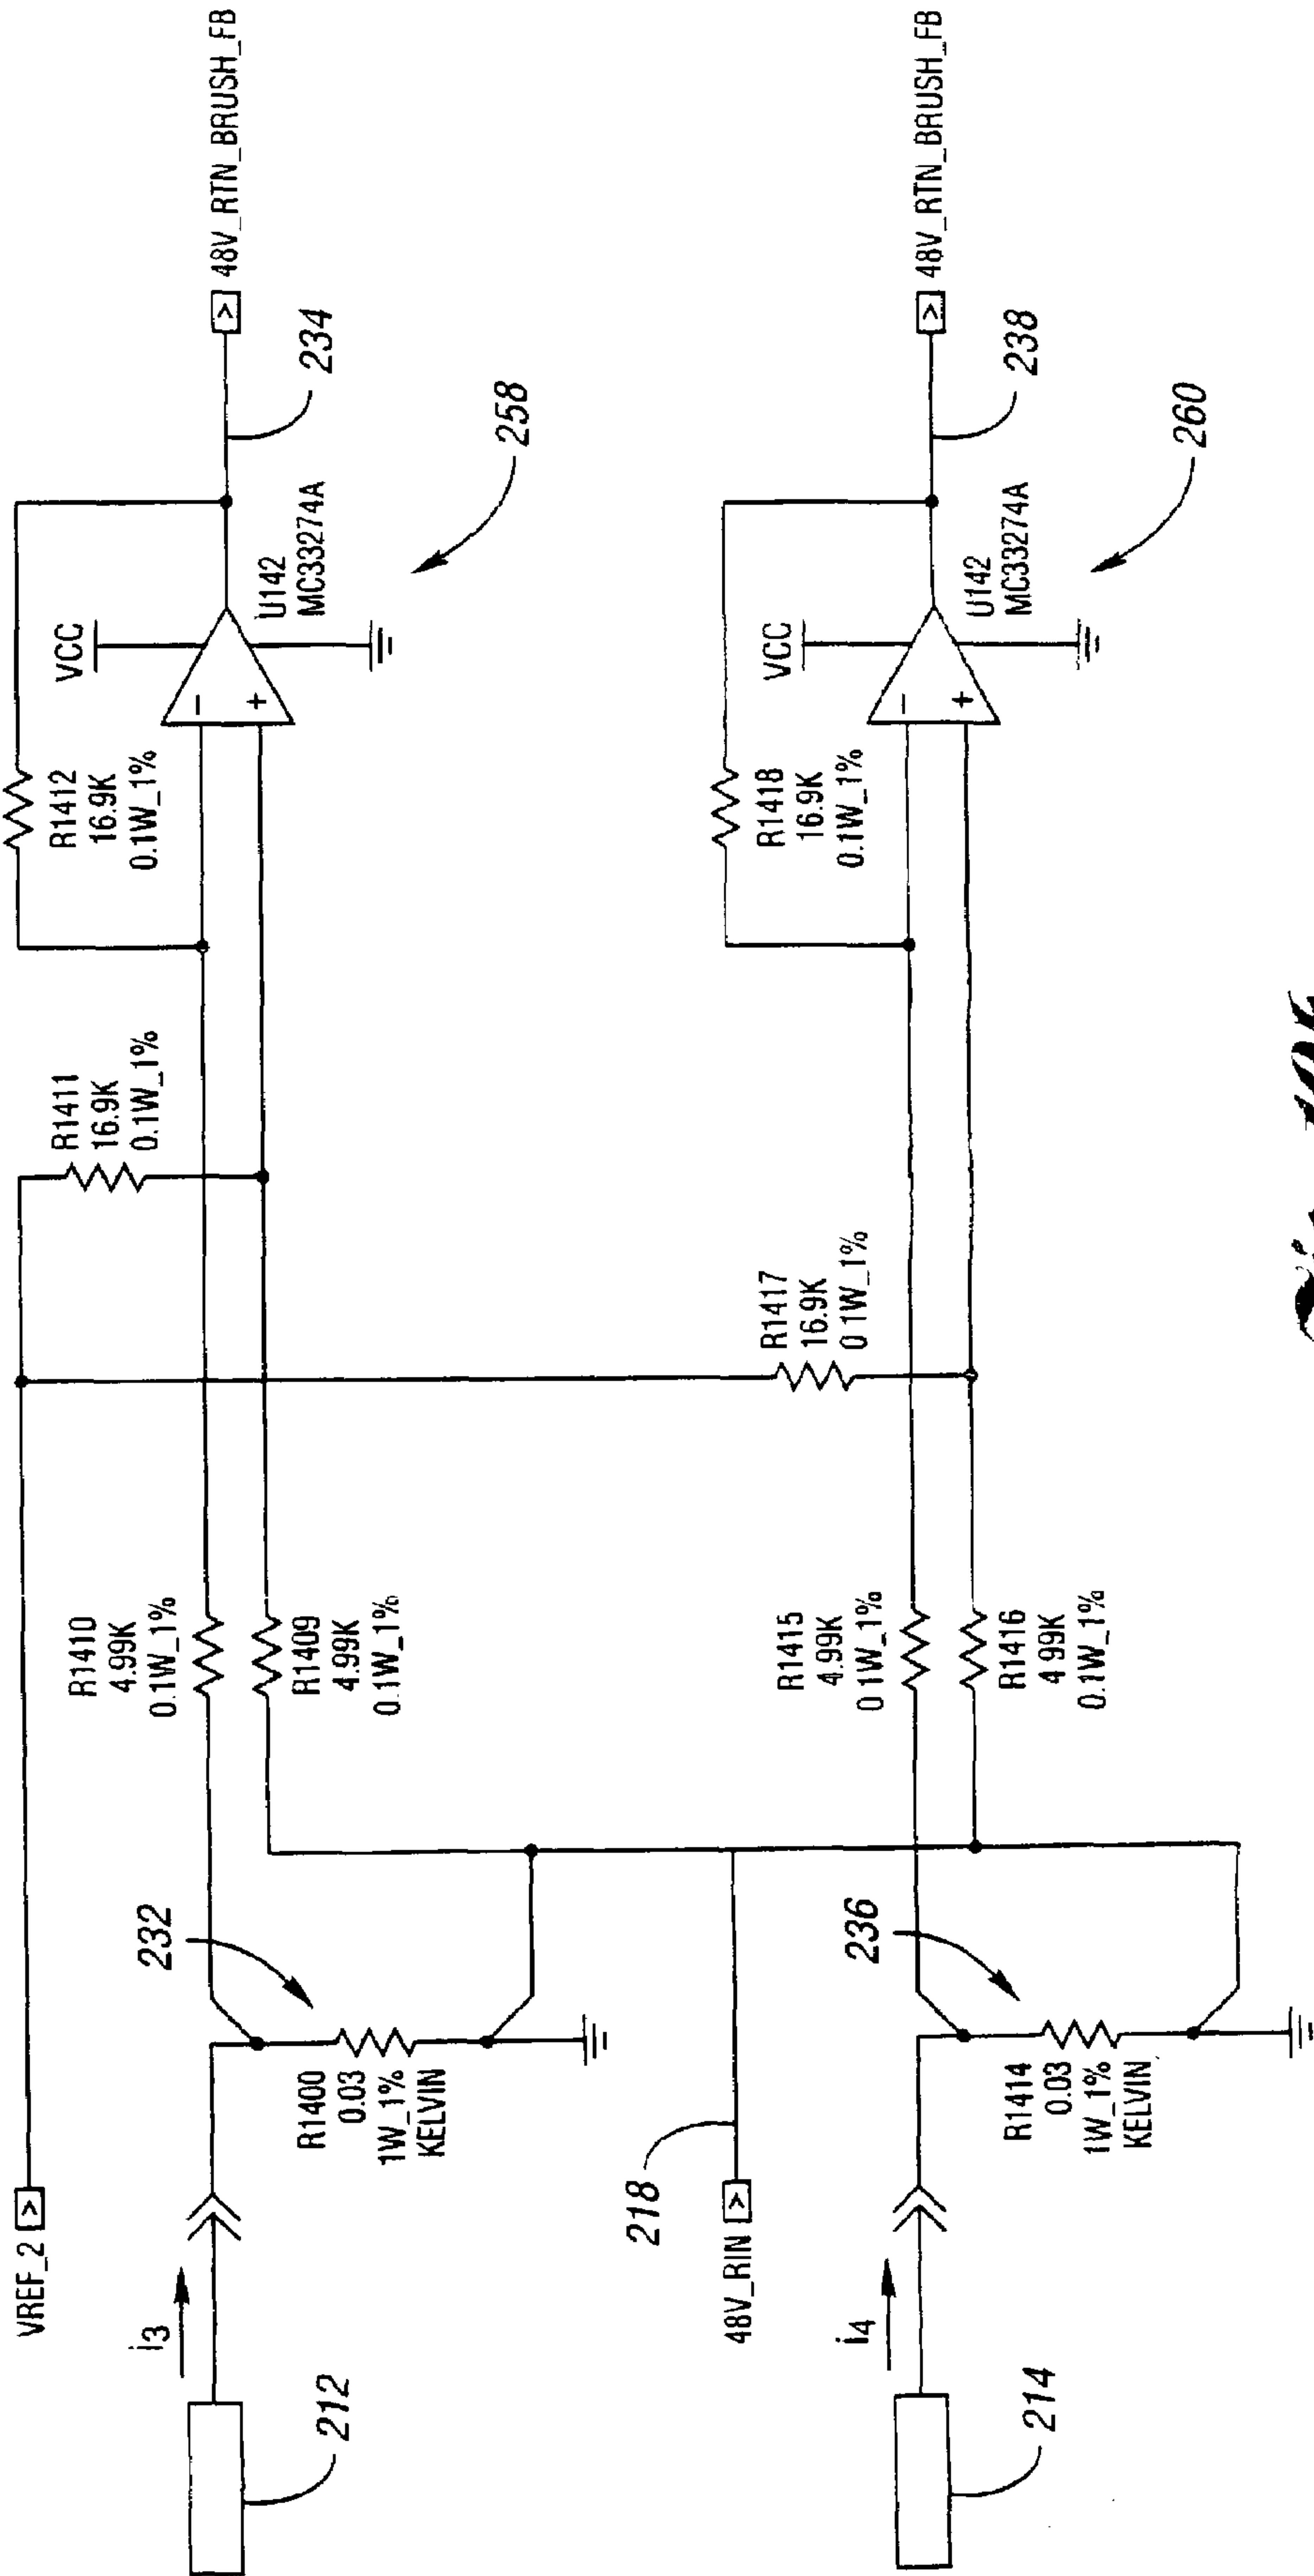 VREF_2
i3
212
232
R1400
0.03
1W_1%
KELVIN
R1410
4.99K
0.1W_1%
R1409
4.99K
0.1W_1%
R1411
16.9K
0.1W_1%
R1412
16.9K
0.1W_1%
VCC
-
+
U142
MC33274A
258
234
48V_RTN_BRUSH_FB
218
48V_RIN
i4
214
236
R1414
0.03
1W_1%
KELVIN
R1415
4.99K
0 1W_1%
R1416
4 99K
0.1W_1%
R1417
16.9K
0 1W_1%
R1418
16.9K
0.1W_1%
VCC
-
+
U142
MC33274A
260
238
48V_RTN_BRUSH_FB